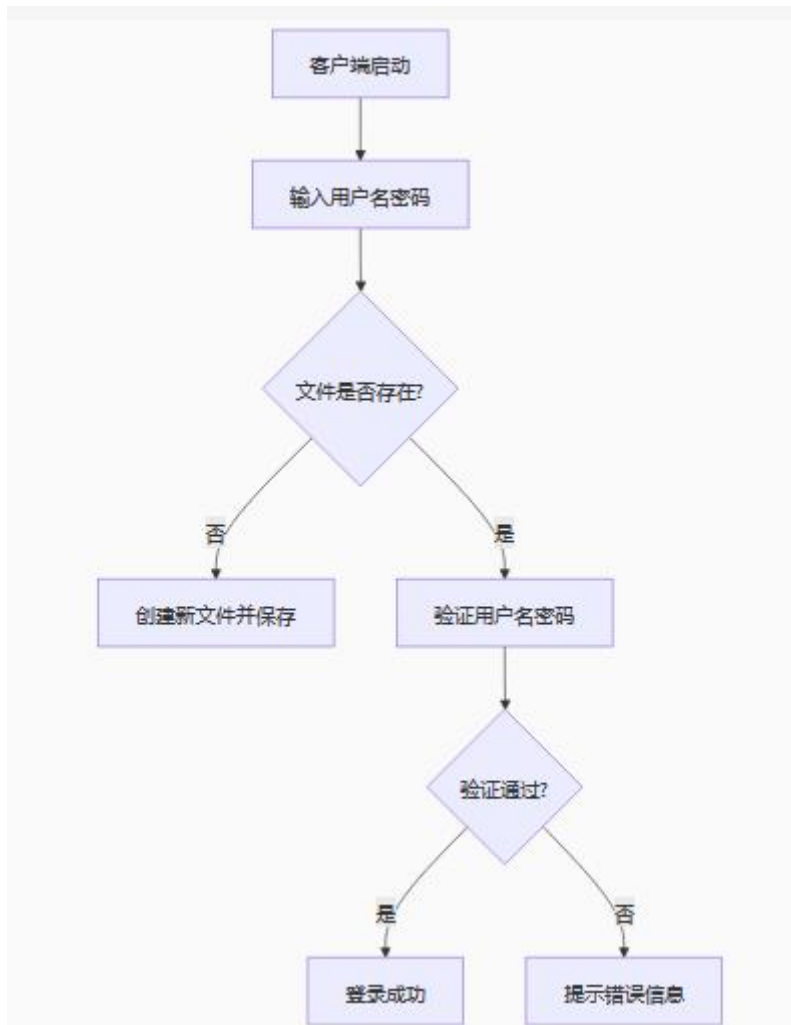 客户端启动
输入用户名密码
文件是否存在?
否
是
创建新文件并保存
验证用户名密码
验证通过?
是
否
登录成功
提示错误信息